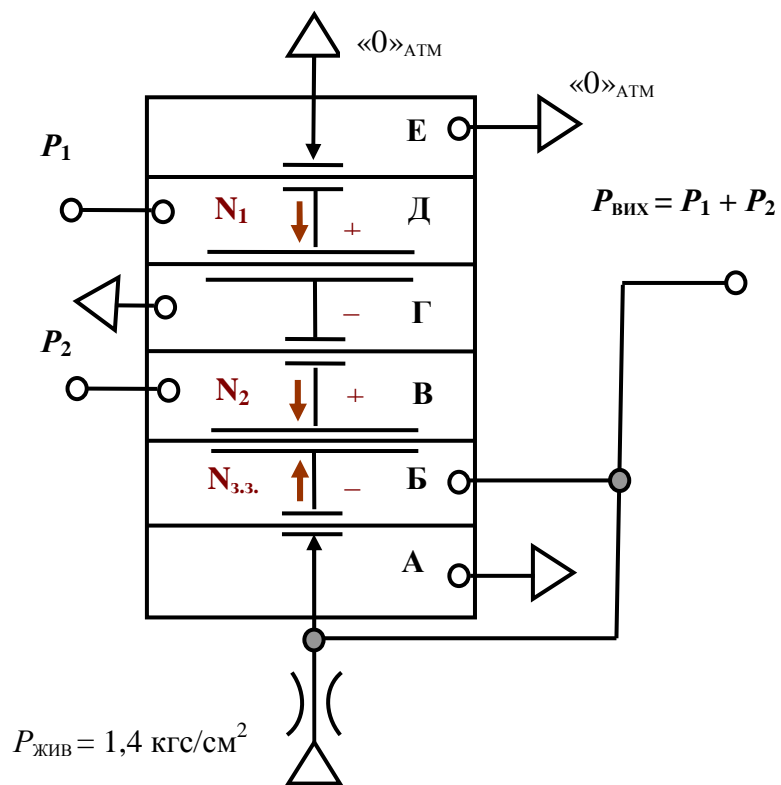 «0»АТМ
«0»АТМ
Е
P₁
N₁
Д
+
Pвих = P₁ + P₂
–
Г
P₂
N₂
+
В
Nз.з.
–
Б
А
Pжив = 1,4 кгс/см²